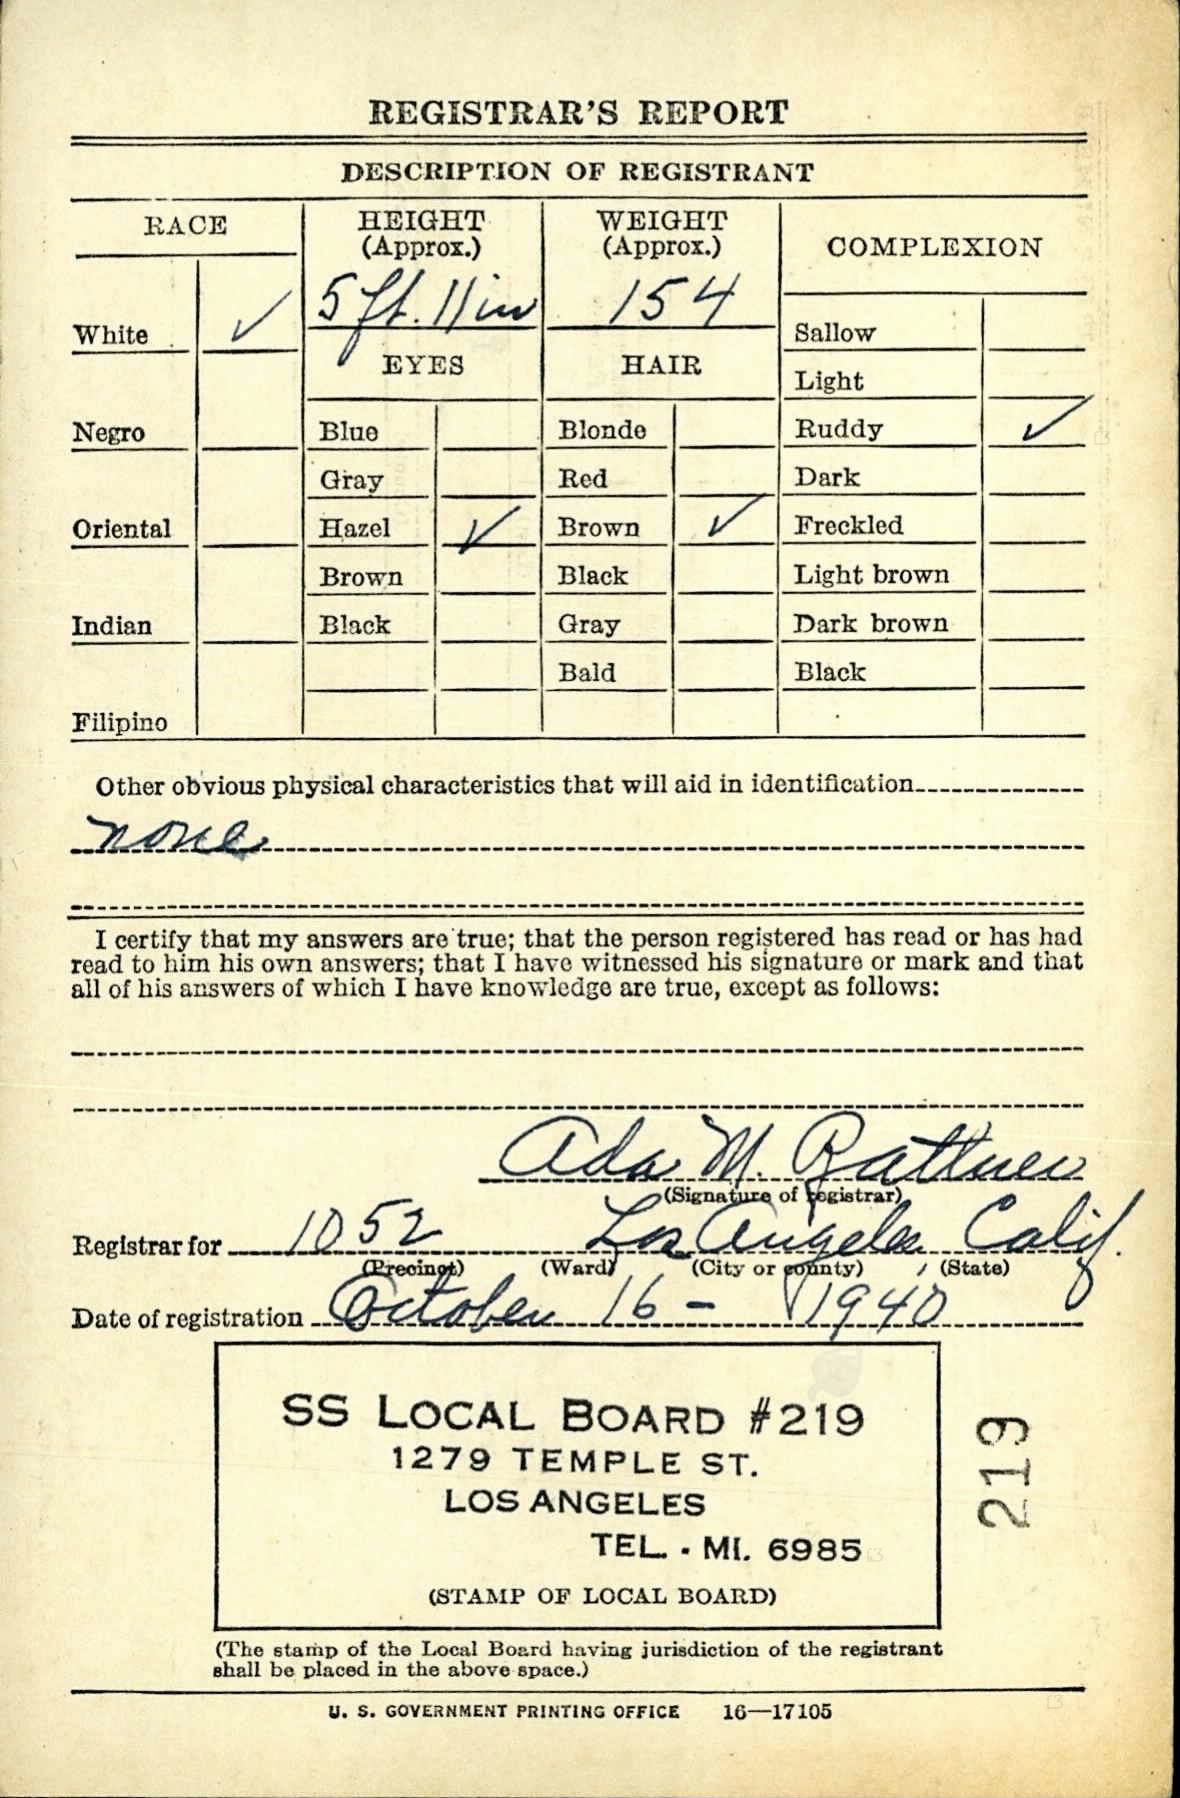 REGISTRAR'S REPORT
DESCRIPTION OF REGISTRANT
RACE
HEIGHT
(Approx.)
WEIGHT
(Approx.)
COMPLEXION
5 ft. 11 in
154
White ✓
Sallow
EYES
HAIR
Light
Negro
Blue
Blonde
Ruddy ✓
Gray
Red
Dark
Oriental
Hazel ✓
Brown ✓
Freckled
Brown
Black
Light brown
Indian
Black
Gray
Dark brown
Bald
Black
Filipino
Other obvious physical characteristics that will aid in identification
none
I certify that my answers are true; that the person registered has read or has had
read to him his own answers; that I have witnessed his signature or mark and that
all of his answers of which I have knowledge are true, except as follows:
Ada M. Rattner
(Signature of registrar)
Registrar for 1052 Los Angeles Calif.
(Precinct) (Ward) (City or county) (State)
Date of registration October 16 - 1940
SS LOCAL BOARD #219
1279 TEMPLE ST.
LOS ANGELES
TEL. - MI. 6985
(STAMP OF LOCAL BOARD)
219
(The stamp of the Local Board having jurisdiction of the registrant
shall be placed in the above space.)
U. S. GOVERNMENT PRINTING OFFICE 16—17105